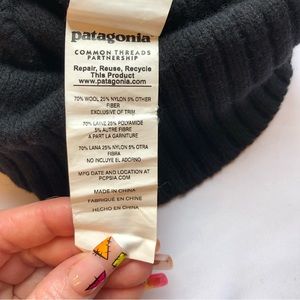 patagonia
COMMON THREADS
PARTNERSHIP
Repair, Reuse, Recycle
This Product
www.patagonia.com
70% WOOL 25% NYLON 5% OTHER
FIBER
EXCLUSIVE OF TRIM
70% LAINE 25% POLYAMIDE
5% AUTRE FIBRE
A PART LA GARNITURE
70% LANA 25% NYLON 5% OTRA
FIBRA
NO INCLUYE EL ADORNO
MFG DATE AND LOCATION AT
PCPSIA.COM
MADE IN CHINA
FABRIQUÉ EN CHINE
HECHO EN CHINA